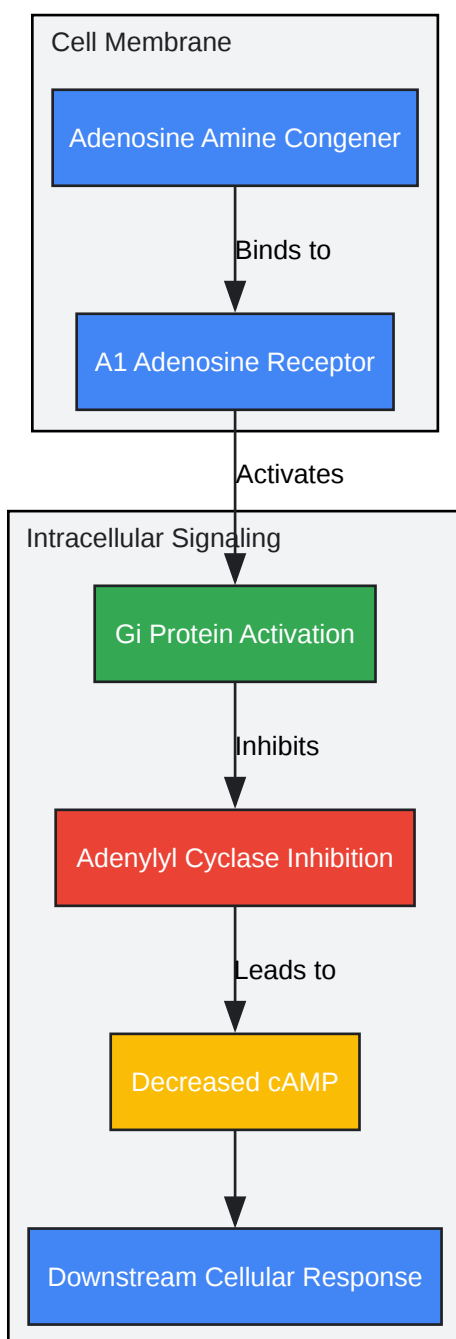 Cell Membrane
Adenosine Amine Congener
Binds to
A1 Adenosine Receptor
Activates
Intracellular Signaling
Gi Protein Activation
Inhibits
Adenylyl Cyclase Inhibition
Leads to
Decreased cAMP
Downstream Cellular Response